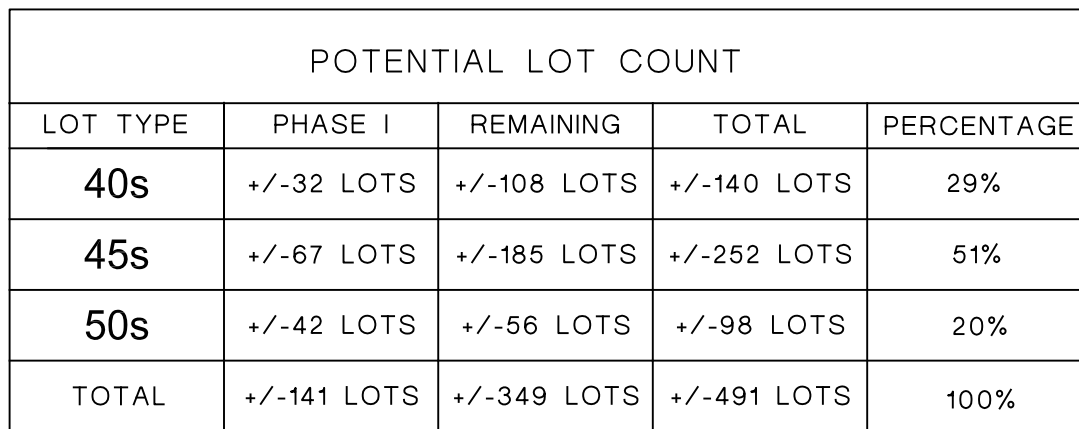 POTENTIAL LOT COUNT
LOT TYPE PHASE I REMAINING TOTAL PERCENTAGE
40s +/-32 LOTS +/-108 LOTS +/-140 LOTS 29%
45s +/-67 LOTS +/-185 LOTS +/-252 LOTS 51%
50s +/-42 LOTS +/-56 LOTS +/-98 LOTS 20%
TOTAL +/-141 LOTS +/-349 LOTS +/-491 LOTS 100%